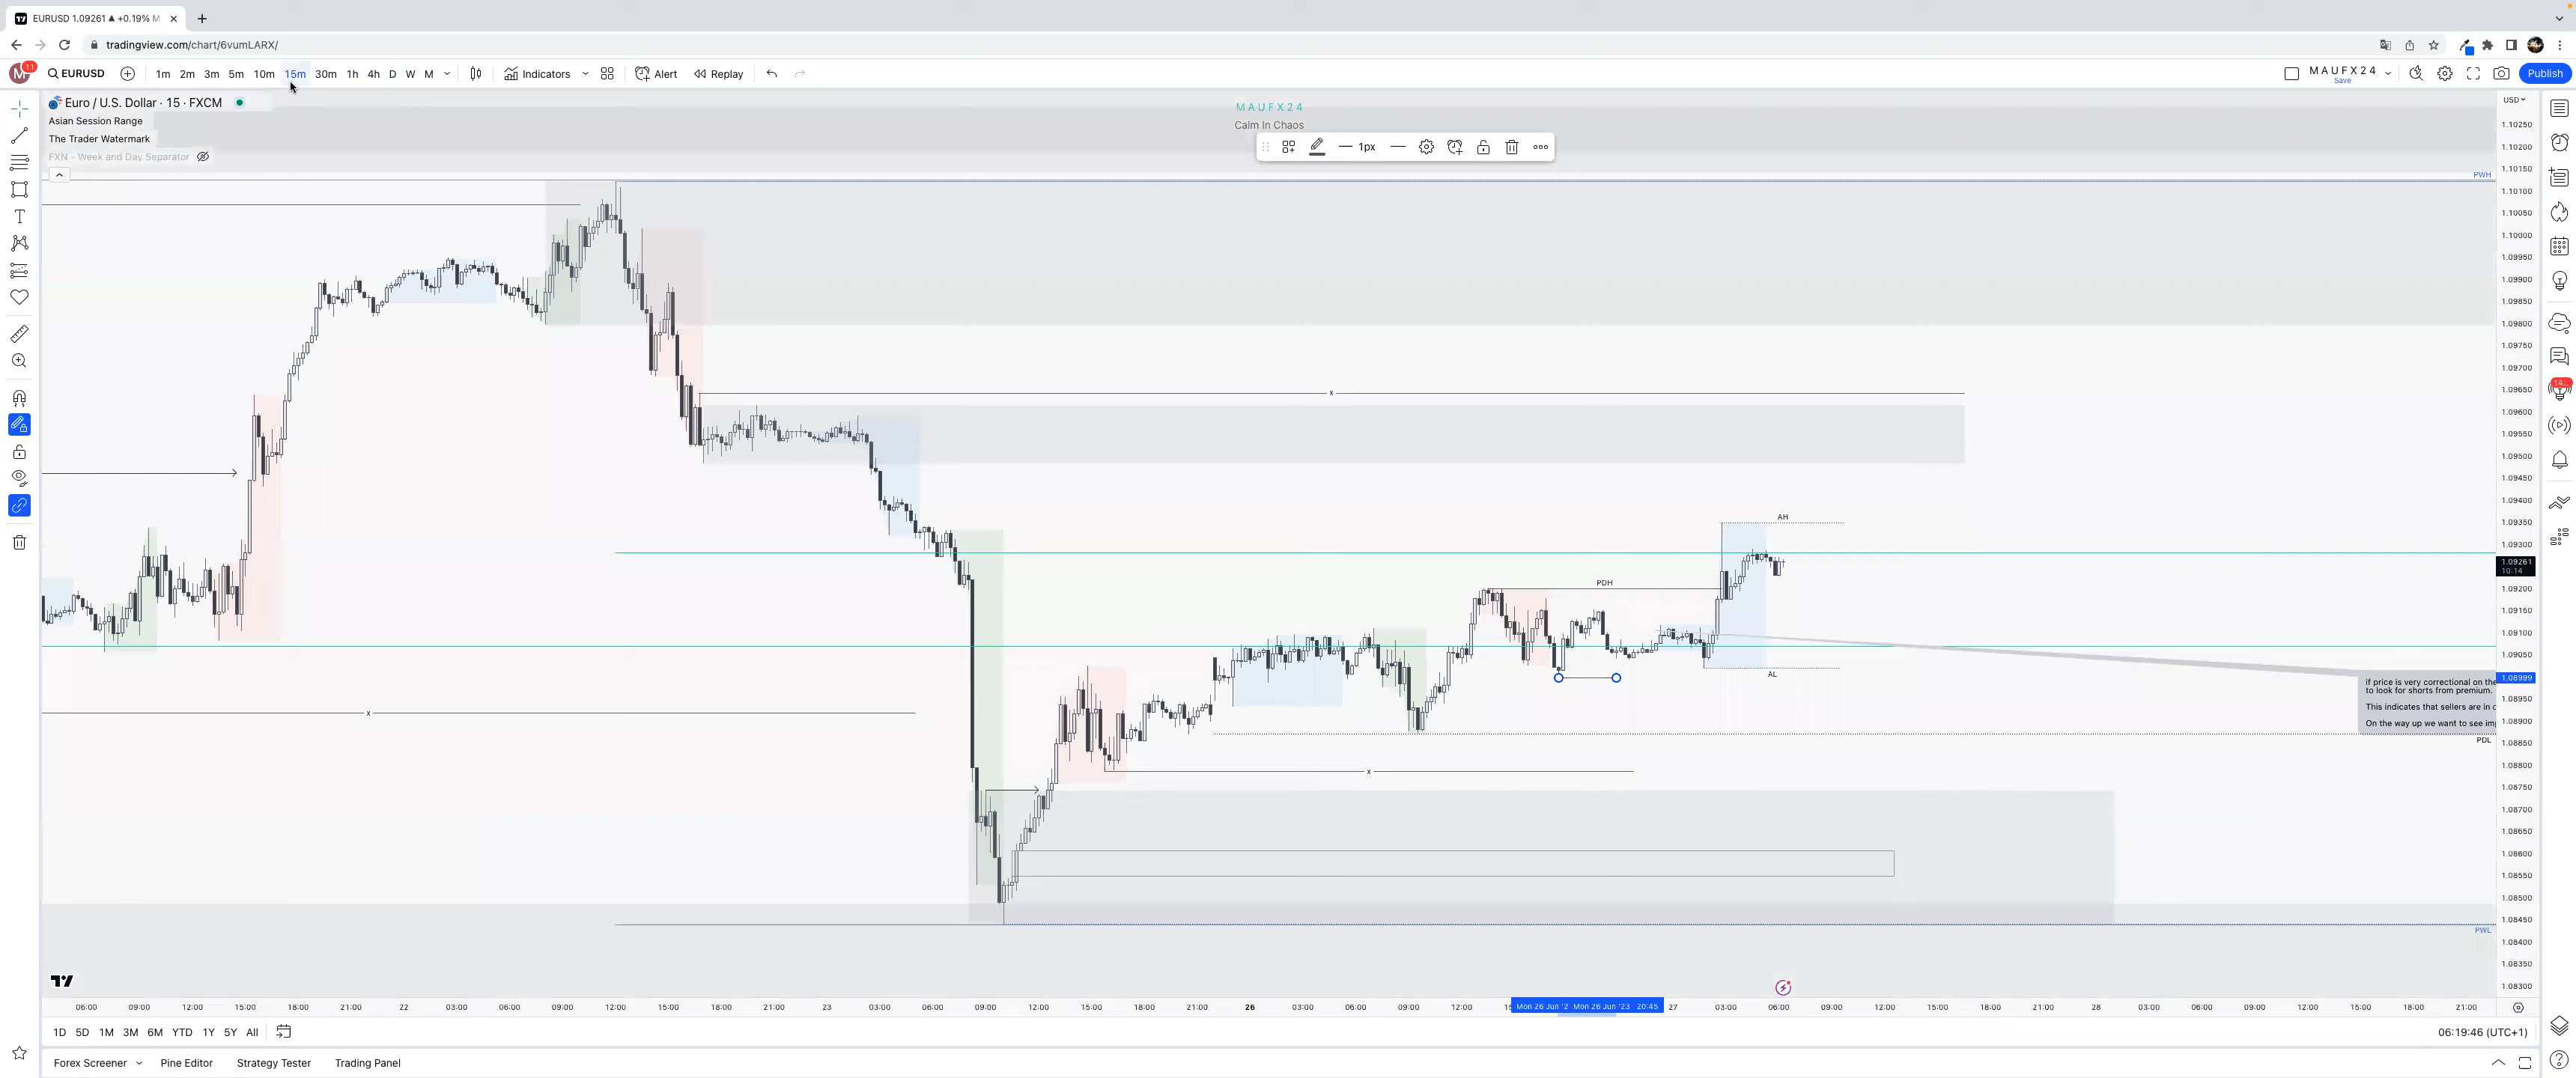 EURUSD 1.09261 ▲ +0.19% M
tradingview.com/chart/6vumLARX/
M 11 EURUSD 1m 2m 3m 5m 10m 15m 30m 1h 4h D W M Indicators Alert Replay MAUFX24 Save Publish
Euro / U.S. Dollar · 15 · FXCM
Asian Session Range
The Trader Watermark
FXN - Week and Day Separator
MAUFX24
Calm In Chaos
1px
USD
1.10250
1.10200
1.10150
1.10100
1.10050
1.10000
1.09950
1.09900
1.09850
1.09800
1.09750
1.09700
1.09650
1.09600
1.09550
1.09500
1.09450
1.09400
1.09350
1.09300
1.09261
10:14
1.09200
1.09150
1.09100
1.09050
1.08999
1.08950
1.08900
1.08850
1.08800
1.08750
1.08700
1.08650
1.08600
1.08550
1.08500
1.08450
1.08400
1.08350
1.08300
PWH
x
AH
PDH
AL
x
x
if price is very correctional on the
to look for shorts from premium.
This indicates that sellers are in
On the way up we want to see
PDL
PWL
14...
06:00 09:00 12:00 15:00 18:00 21:00 22 03:00 06:00 09:00 12:00 15:00 18:00 21:00 23 03:00 06:00 09:00 12:00 15:00 18:00 21:00 26 03:00 06:00 09:00 12:00 Mon 26 Jun '2 Mon 26 Jun '23 20:45 27 03:00 06:00 09:00 12:00 15:00 18:00 21:00 28 03:00 06:00 09:00 12:00 15:00 18:00 21:00
1D 5D 1M 3M 6M YTD 1Y 5Y All 06:19:46 (UTC+1)
Forex Screener Pine Editor Strategy Tester Trading Panel